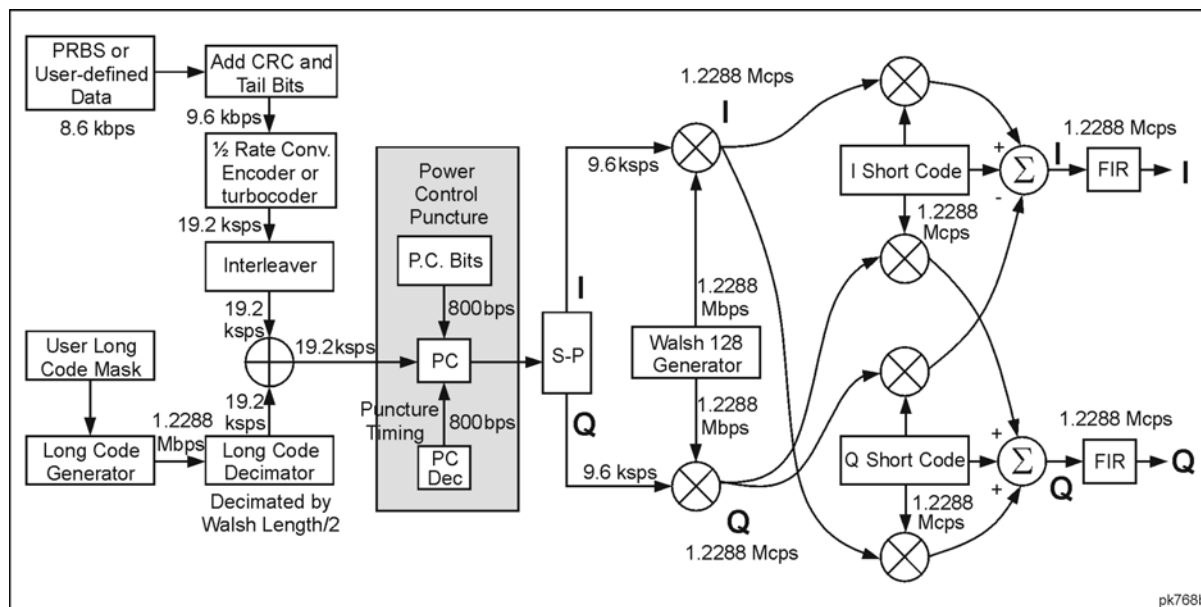 PRBS or
User-defined
Data
8.6 kbps
Add CRC and
Tail Bits
9.6 kbps
½ Rate Conv.
Encoder or
turbocoder
19.2 ksps
Interleaver
19.2
ksps
User Long
Code Mask
Long Code
Generator
1.2288
Mbps
19.2
ksps
Long Code
Decimator
Decimated by
Walsh Length/2
19.2ksps
Power
Control
Puncture
P.C. Bits
800bps
PC
Puncture
Timing
800bps
PC
Dec
I
S-P
Q
9.6ksps
9.6 ksps
1.2288 Mcps
I
1.2288
Mbps
Walsh 128
Generator
1.2288
Mbps
Q
1.2288 Mcps
I Short Code
1.2288
Mcps
+
Σ
-
I
1.2288 Mcps
FIR
I
Q Short Code
1.2288
Mcps
+
Σ
+
Q
1.2288 Mcps
FIR
Q